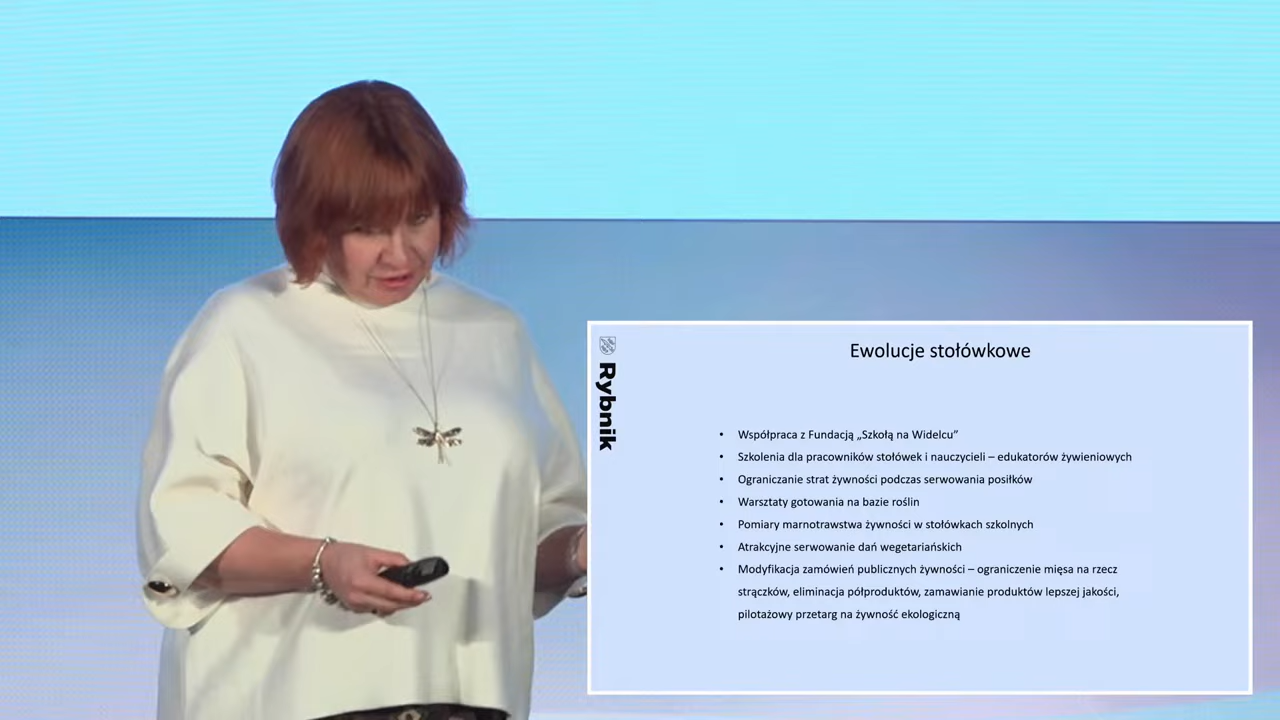 Rybnik
Ewolucje stołówkowe
• Współpraca z Fundacją „Szkołą na Widelcu”
• Szkolenia dla pracowników stołówek i nauczycieli – edukatorów żywieniowych
• Ograniczanie strat żywności podczas serwowania posiłków
• Warsztaty gotowania na bazie roślin
• Pomiary marnotrawstwa żywności w stołówkach szkolnych
• Atrakcyjne serwowanie dań wegetariańskich
• Modyfikacja zamówień publicznych żywności – ograniczenie mięsa na rzecz
strączków, eliminacja półproduktów, zamawianie produktów lepszej jakości,
pilotażowy przetarg na żywność ekologiczną